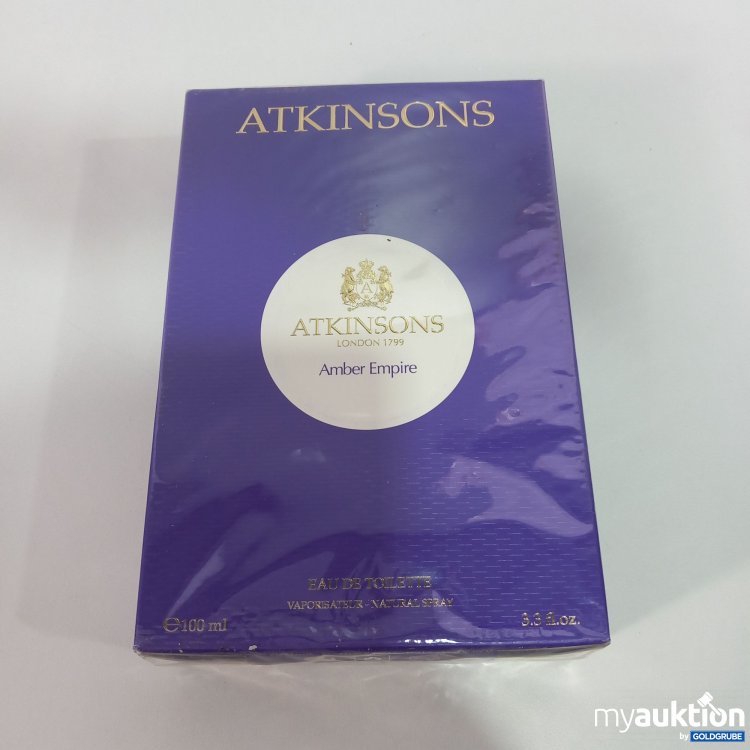 ATKINSONS
A
ATKINSONS
LONDON 1799
Amber Empire
EAU DE TOILETTE
VAPORISATEUR - NATURAL SPRAY
℮100 ml 3.3 fl.oz.
myauktion
by GOLDGRUBE